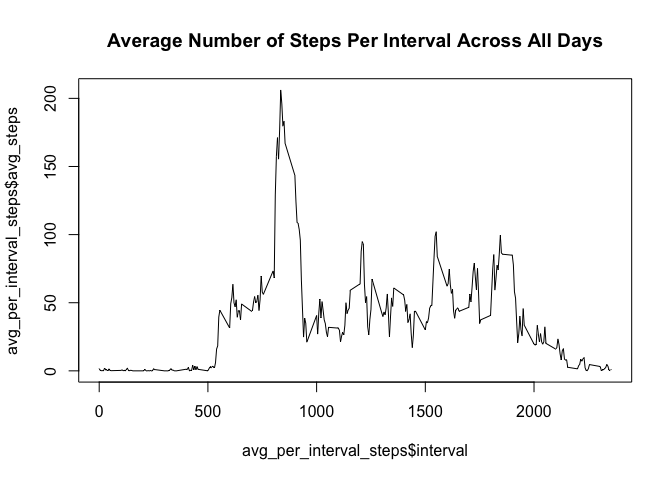 Average Number of Steps Per Interval Across All Days
avg_per_interval_steps$avg_steps
200
150
100
50
0
0 500 1000 1500 2000
avg_per_interval_steps$interval